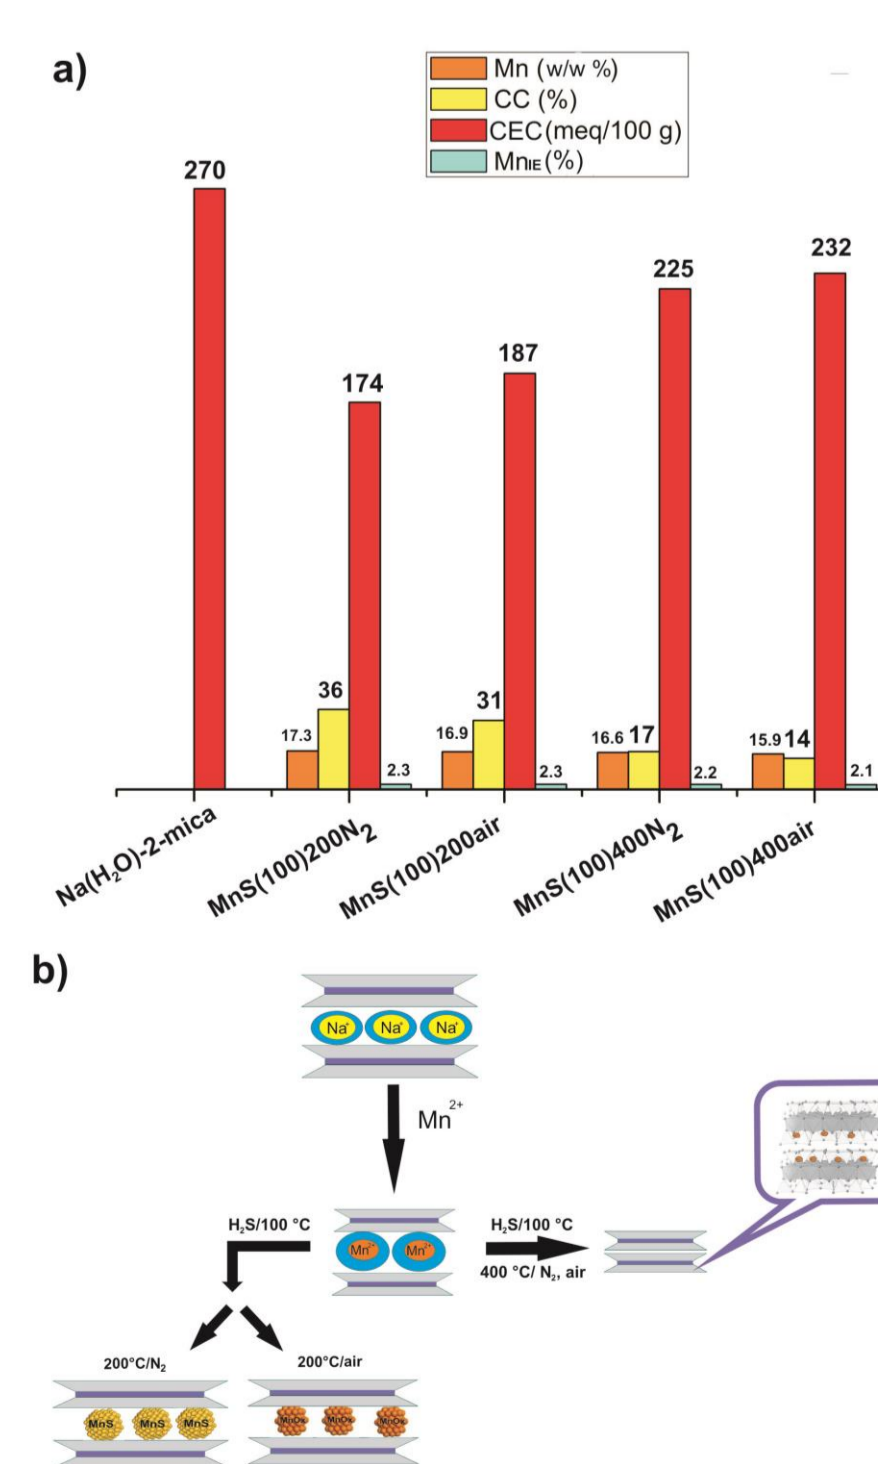 a)
Mn (w/w %)
CC (%)
CEC(meq/100 g)
MnIE(%)
270
174
187
225
232
36
31
17.3
16.9
16.6 17
15.9 14
2.3
2.3
2.2
2.1
Na(H2O)-2-mica
MnS(100)200N2
MnS(100)200air
MnS(100)400N2
MnS(100)400air
b)
Na+ Na+ Na+
Mn2+
H2S/100 °C
H2S/100 °C
Mn2+ Mn2+
400 °C/ N2, air
200°C/N2
200°C/air
MnS MnS MnS
MnOx MnOx MnOx